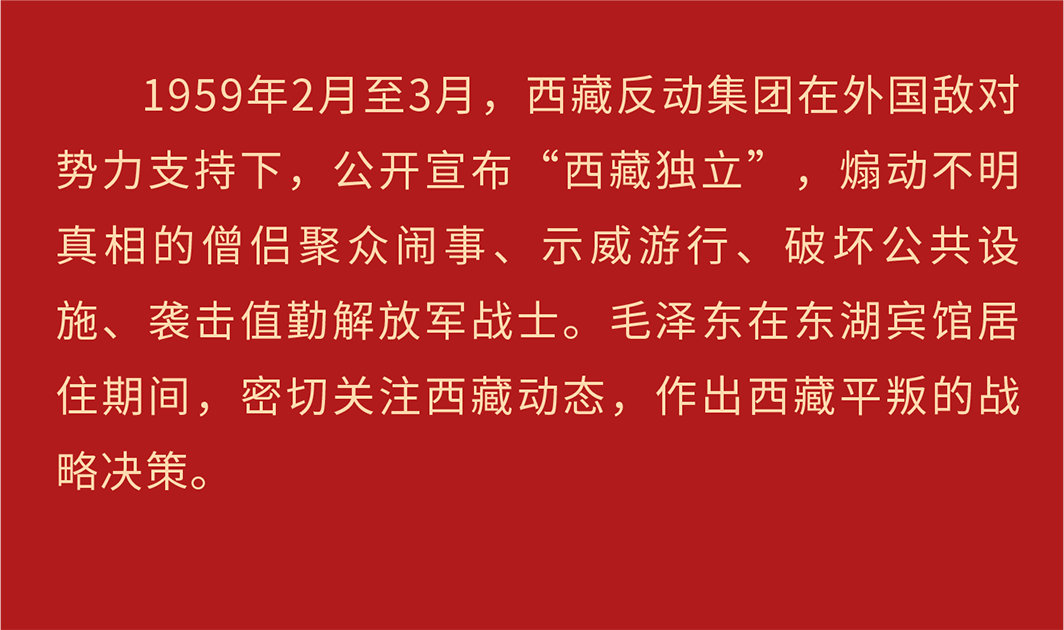 1959年2月至3月，西藏反动集团在外国敌对
势力支持下，公开宣布“西藏独立”，煽动不明
真相的僧侣聚众闹事、示威游行、破坏公共设
施、袭击值勤解放军战士。毛泽东在东湖宾馆居
住期间，密切关注西藏动态，作出西藏平叛的战
略决策。